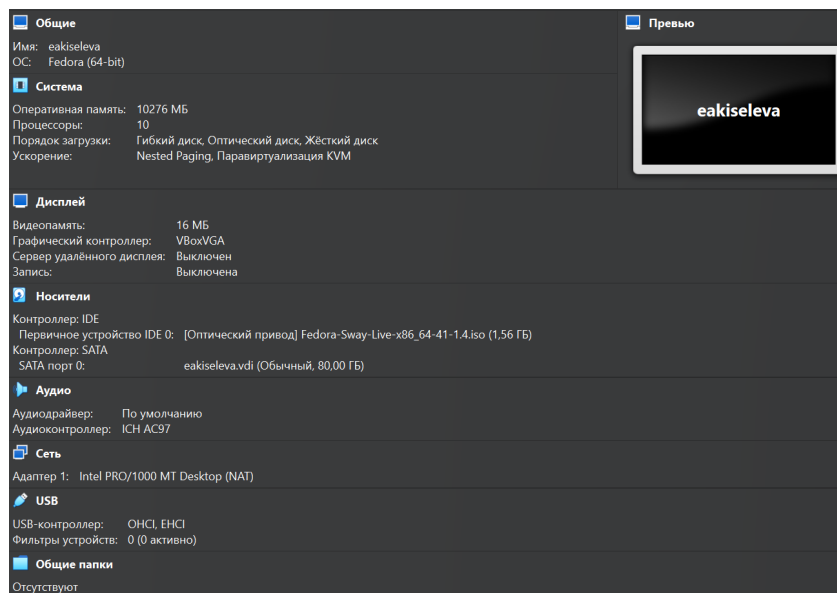 Общие
Имя: eakiseleva
ОС: Fedora (64-bit)
Превью
eakiseleva
Система
Оперативная память: 10276 МБ
Процессоры: 10
Порядок загрузки: Гибкий диск, Оптический диск, Жёсткий диск
Ускорение: Nested Paging, Паравиртуализация KVM
Дисплей
Видеопамять: 16 МБ
Графический контроллер: VBoxVGA
Сервер удалённого дисплея: Выключен
Запись: Выключена
Носители
Контроллер: IDE
Первичное устройство IDE 0: [Оптический привод] Fedora-Sway-Live-x86_64-41-1.4.iso (1,56 ГБ)
Контроллер: SATA
SATA порт 0: eakiseleva.vdi (Обычный, 80,00 ГБ)
Аудио
Аудиодрайвер: По умолчанию
Аудиоконтроллер: ICH AC97
Сеть
Адаптер 1: Intel PRO/1000 MT Desktop (NAT)
USB
USB-контроллер: OHCI, EHCI
Фильтры устройств: 0 (0 активно)
Общие папки
Отсутствуют